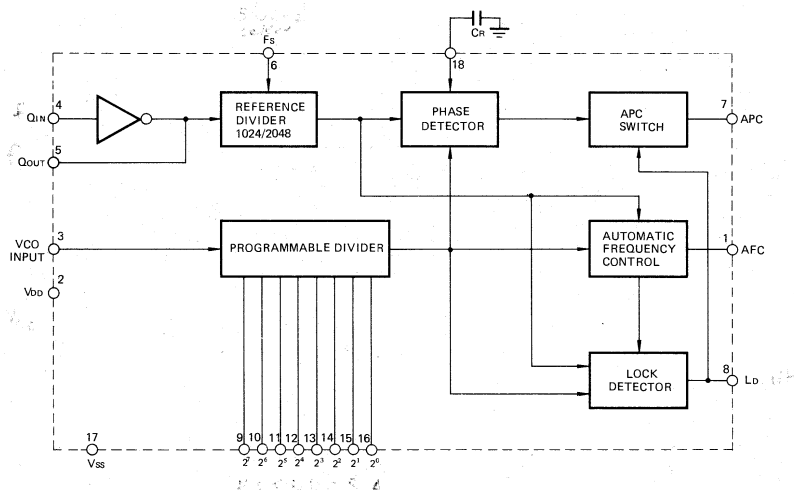 CR
FS
6
18
4
QIN
REFERENCE
DIVIDER
1024/2048
PHASE
DETECTOR
APC
SWITCH
7
APC
5
QOUT
3
VCO
INPUT
PROGRAMMABLE DIVIDER
AUTOMATIC
FREQUENCY
CONTROL
1
AFC
2
VDD
LOCK
DETECTOR
8
LD
17
VSS
9 10 11 12 13 14 15 16
2⁷ 2⁶ 2⁵ 2⁴ 2³ 2² 2¹ 2⁰